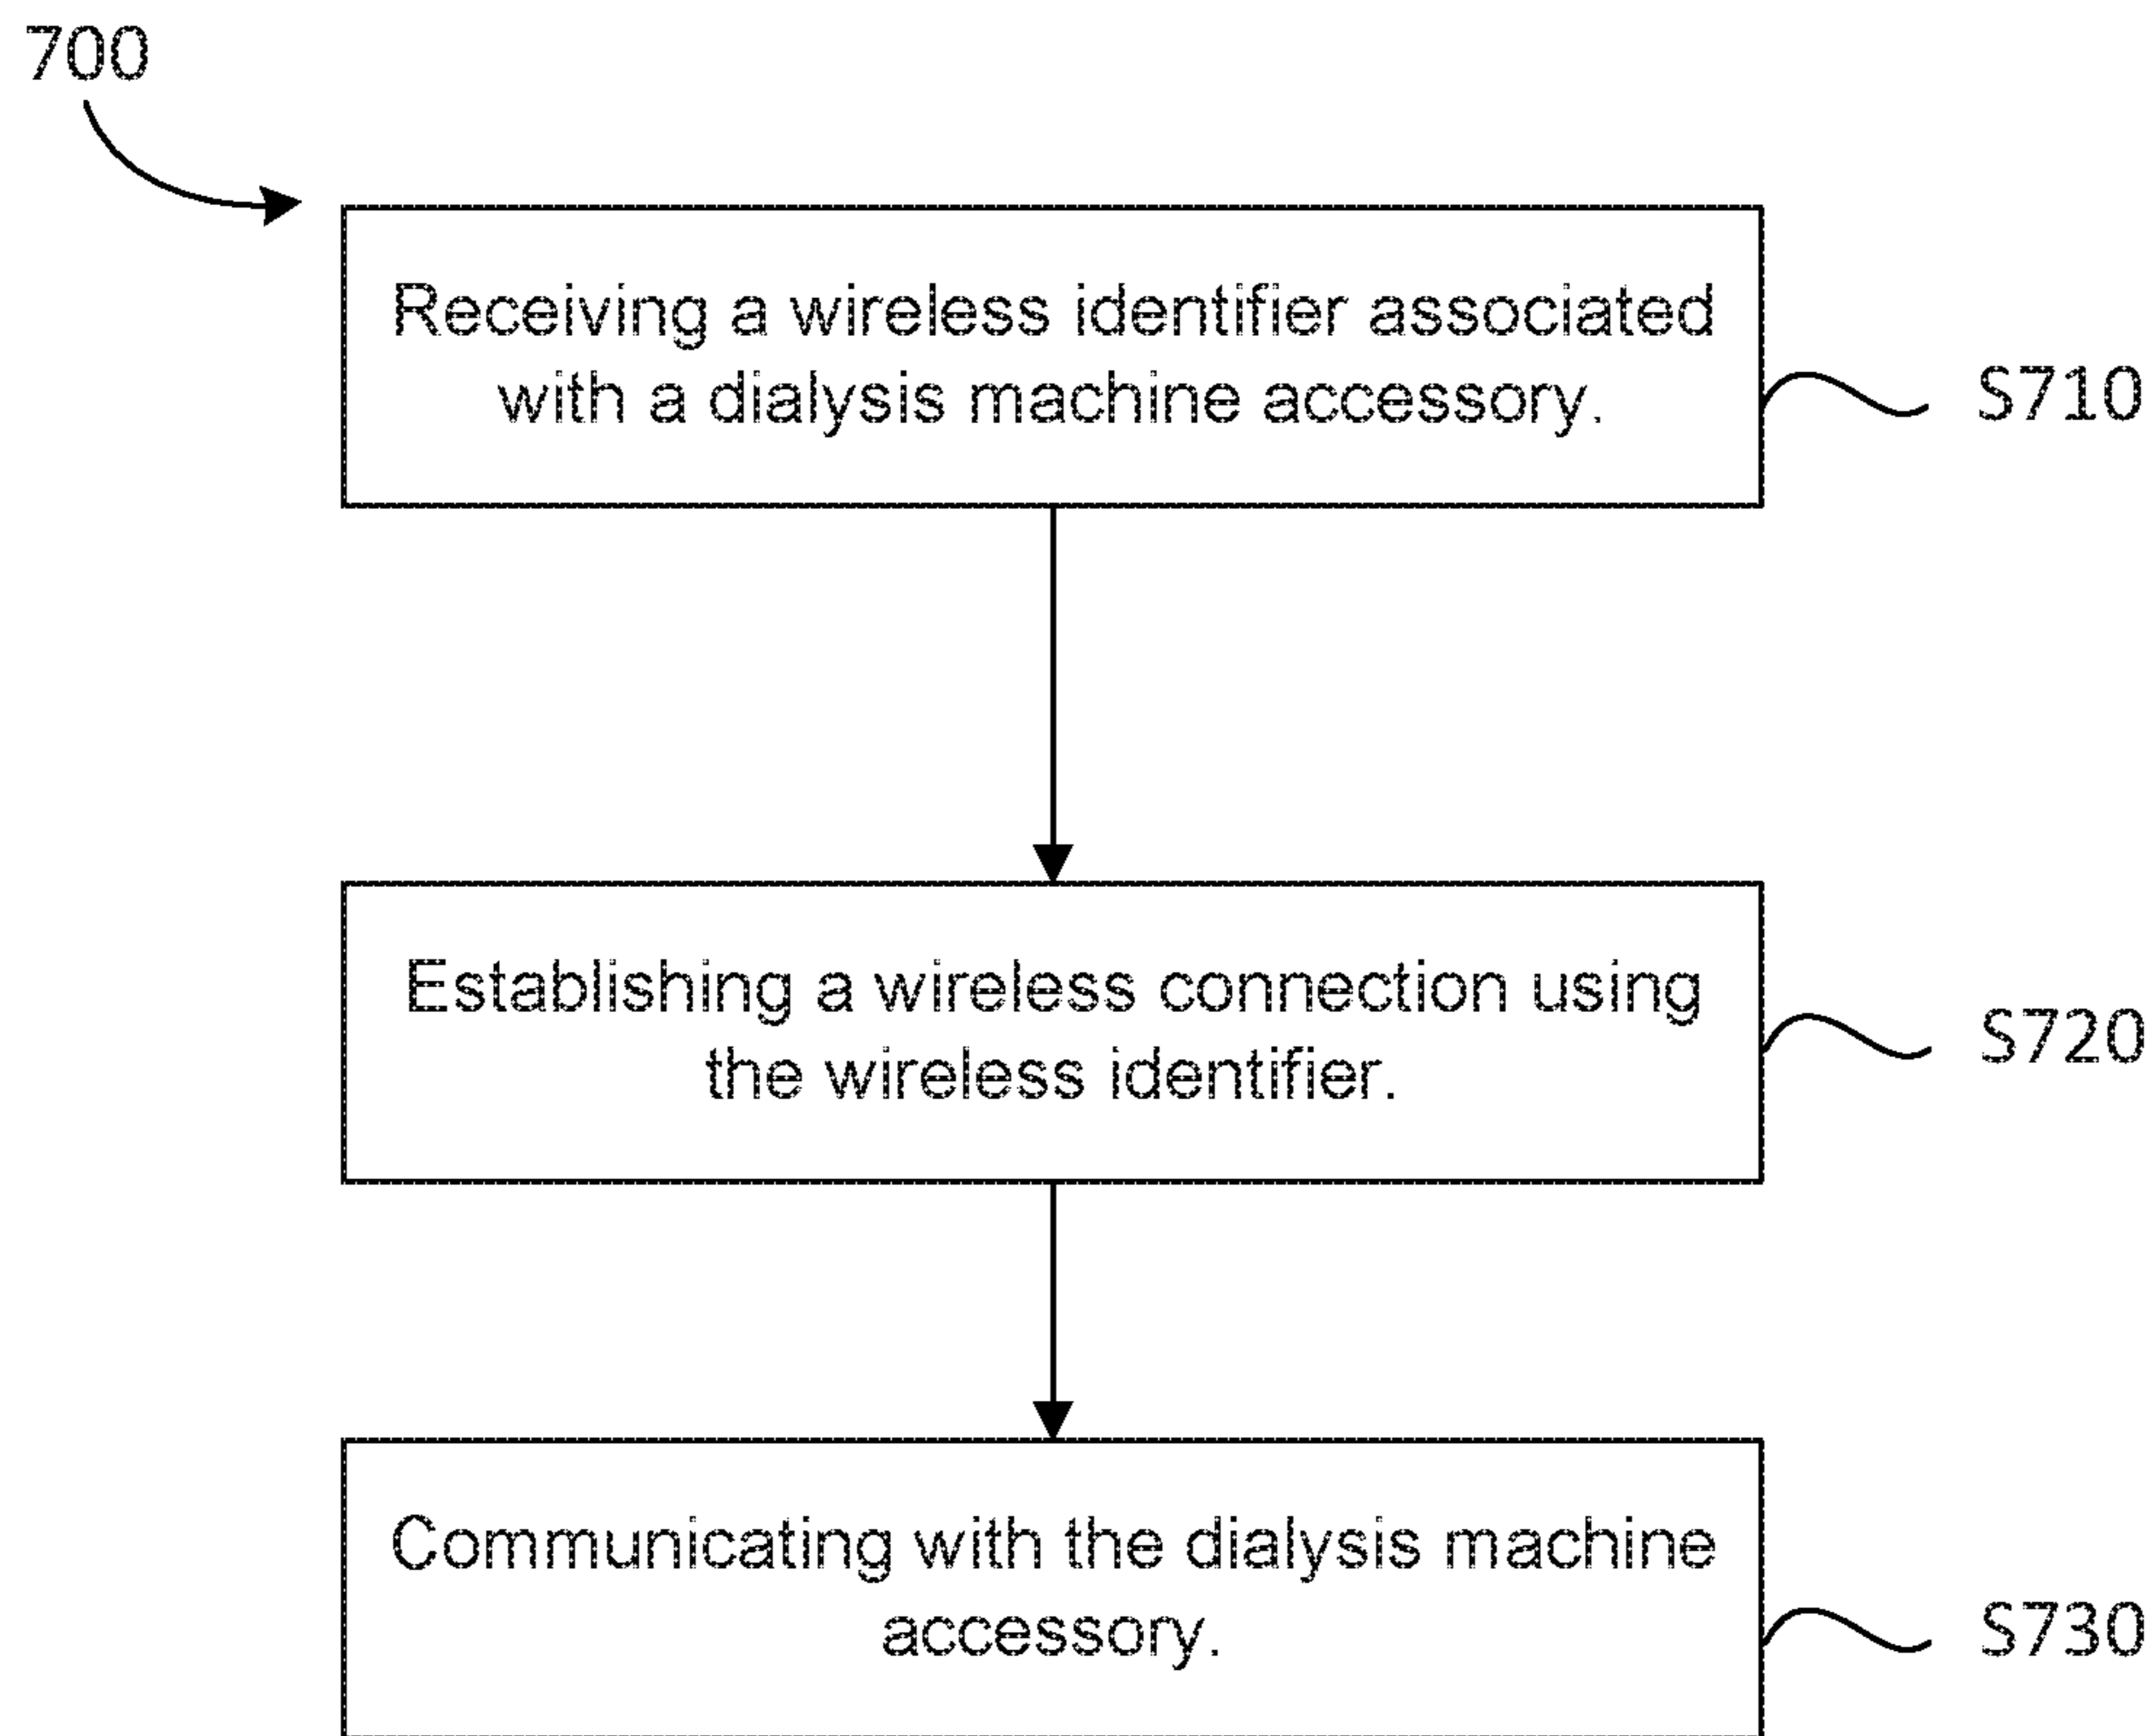 700
Receiving a wireless identifier associated
with a dialysis machine accessory.
S710
Establishing a wireless connection using
the wireless identifier.
S720
Communicating with the dialysis machine
accessory.
S730